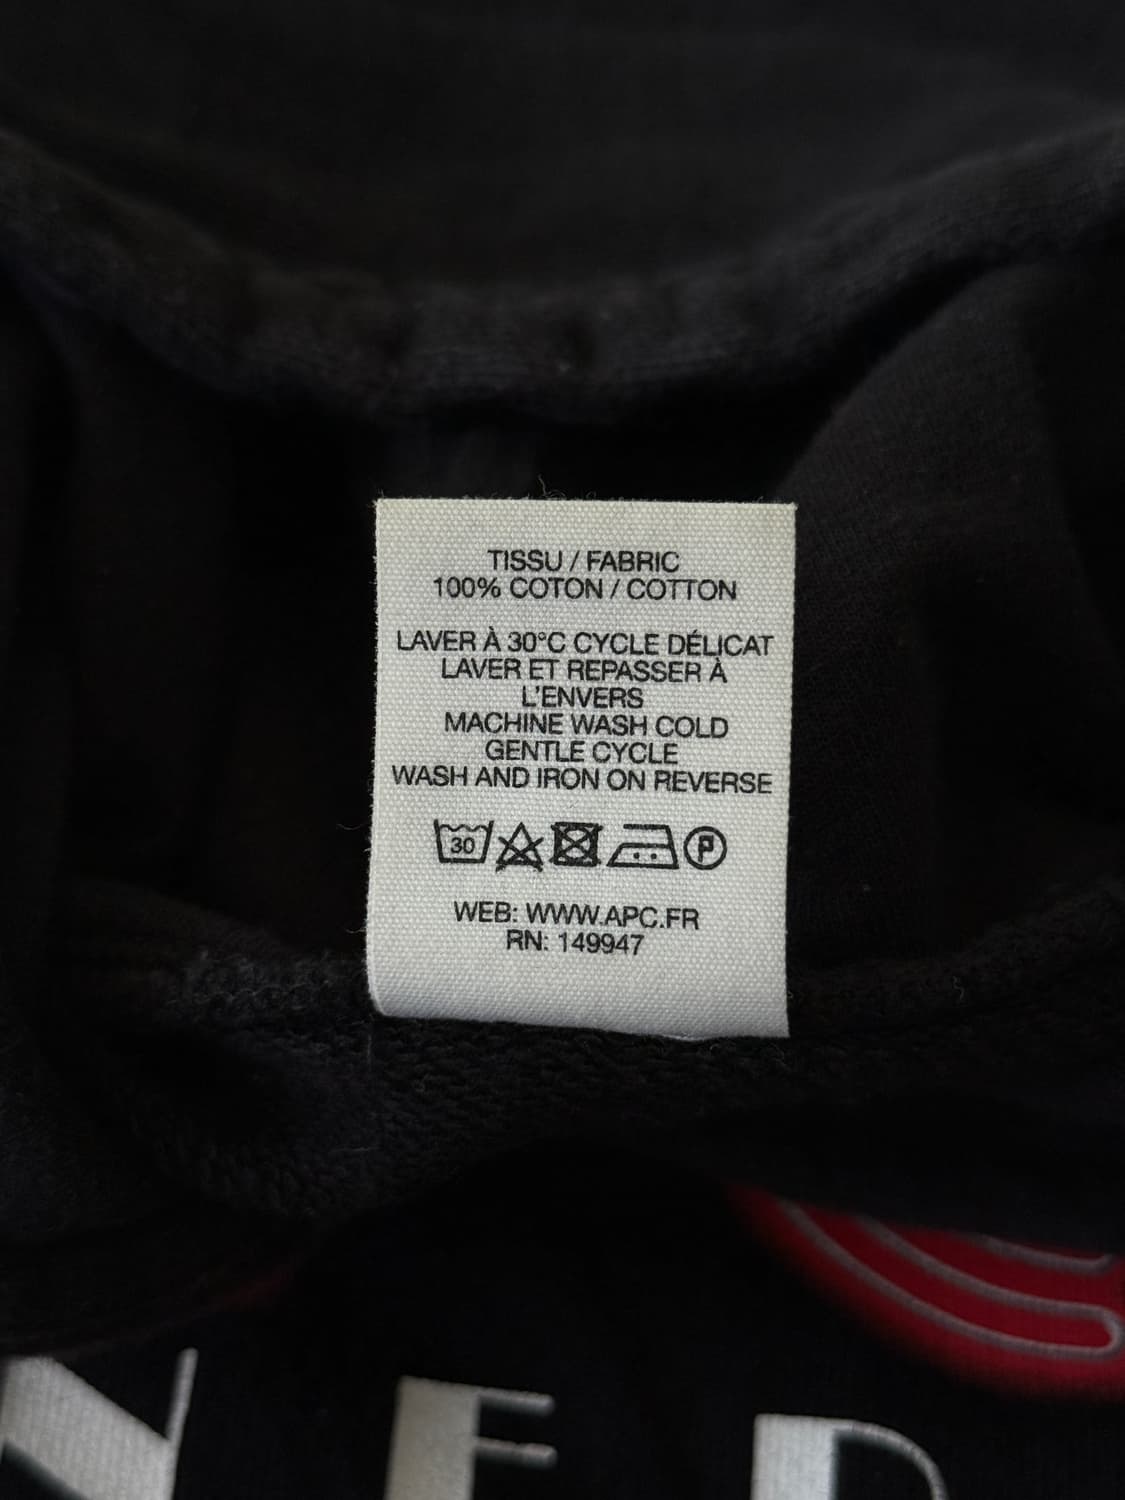 TISSU / FABRIC
100% COTON / COTTON
LAVER À 30°C CYCLE DÉLICAT
LAVER ET REPASSER À
L'ENVERS
MACHINE WASH COLD
GENTLE CYCLE
WASH AND IRON ON REVERSE
30 P
WEB: WWW.APC.FR
RN: 149947